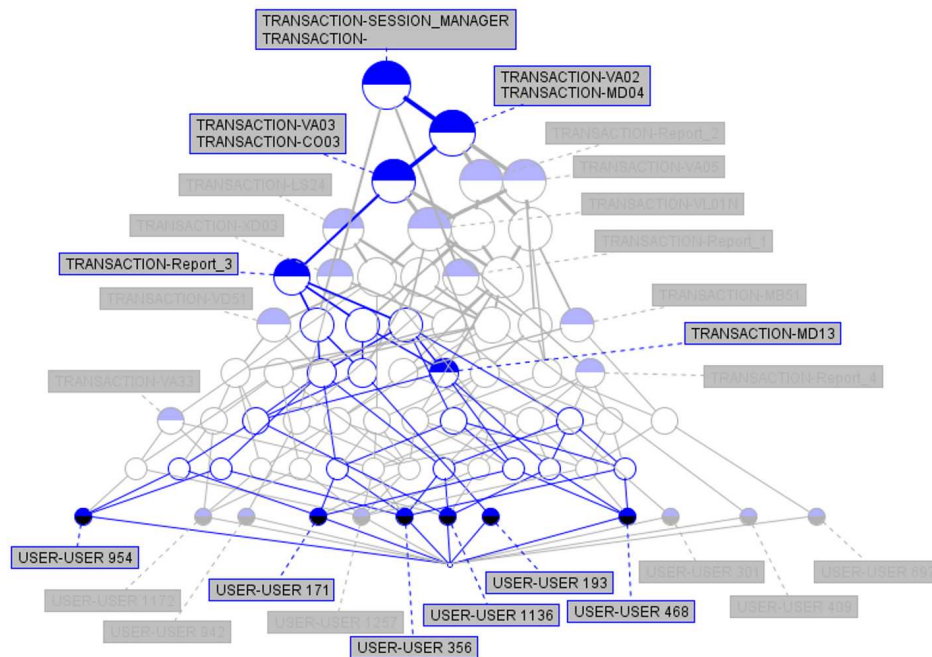 TRANSACTION-SESSION_MANAGER
TRANSACTION-
TRANSACTION-VA02
TRANSACTION-MD04
TRANSACTION-VA03
TRANSACTION-CO03
TRANSACTION-Report_2
TRANSACTION-VA05
TRANSACTION-LS24
TRANSACTION-VL01N
TRANSACTION-XD03
TRANSACTION-Report_1
TRANSACTION-Report_3
TRANSACTION-VD51
TRANSACTION-MB51
TRANSACTION-MD13
TRANSACTION-VA33
TRANSACTION-Report_4
USER-USER 954
USER-USER 171
USER-USER 193
USER-USER 301
USER-USER
USER-USER
USER-USER 1136
USER-USER 468
USER-USER 409
USER-USER 942
USER-USER 1257
USER-USER 356